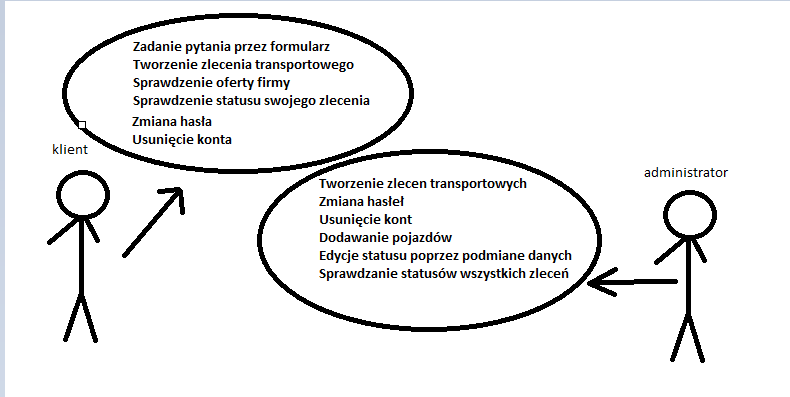 Zadanie pytania przez formularz
Tworzenie zlecenia transportowego
Sprawdzenie oferty firmy
Sprawdzenie statusu swojego zlecenia
Zmiana hasła
Usunięcie konta
klient
administrator
Tworzenie zlecen transportowych
Zmiana hasłeł
Usunięcie kont
Dodawanie pojazdów
Edycje statusu poprzez podmiane danych
Sprawdzanie statusów wszystkich zleceń